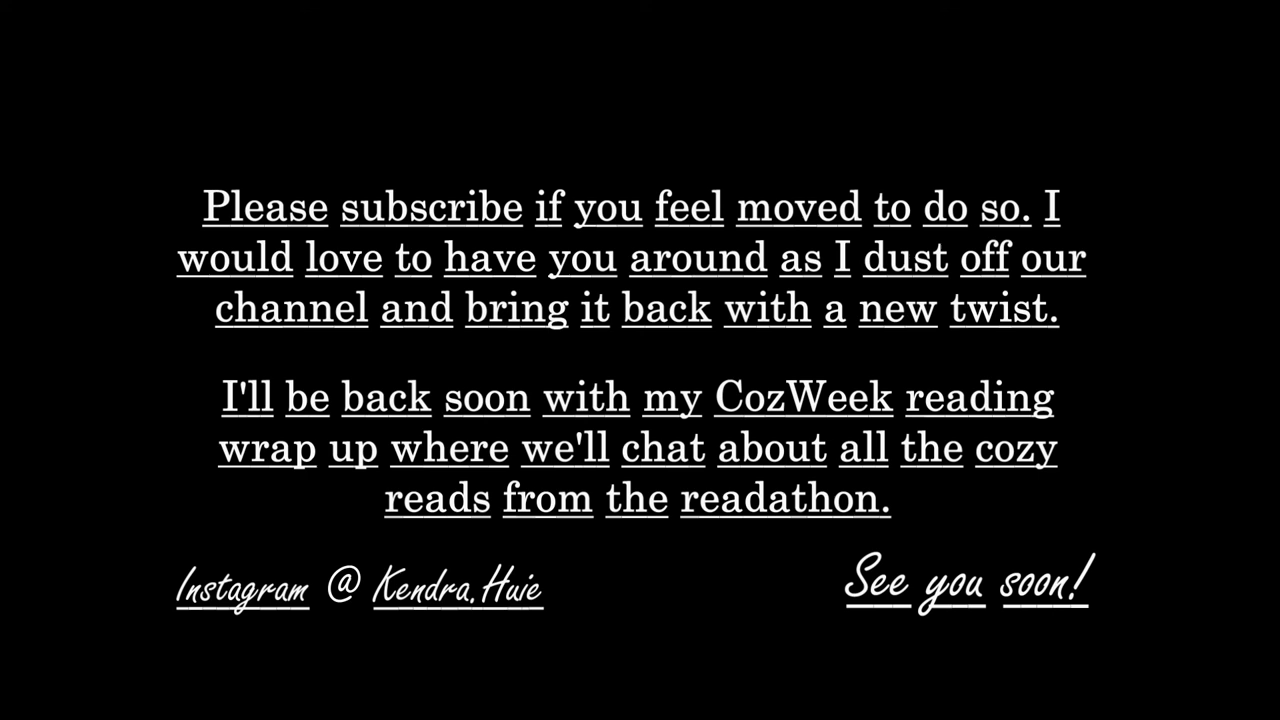 Please subscribe if you feel moved to do so. I
would love to have you around as I dust off our
channel and bring it back with a new twist.
I'll be back soon with my CozWeek reading
wrap up where we'll chat about all the cozy
reads from the readathon.
Instagram @ Kendra.Huie
See you soon!